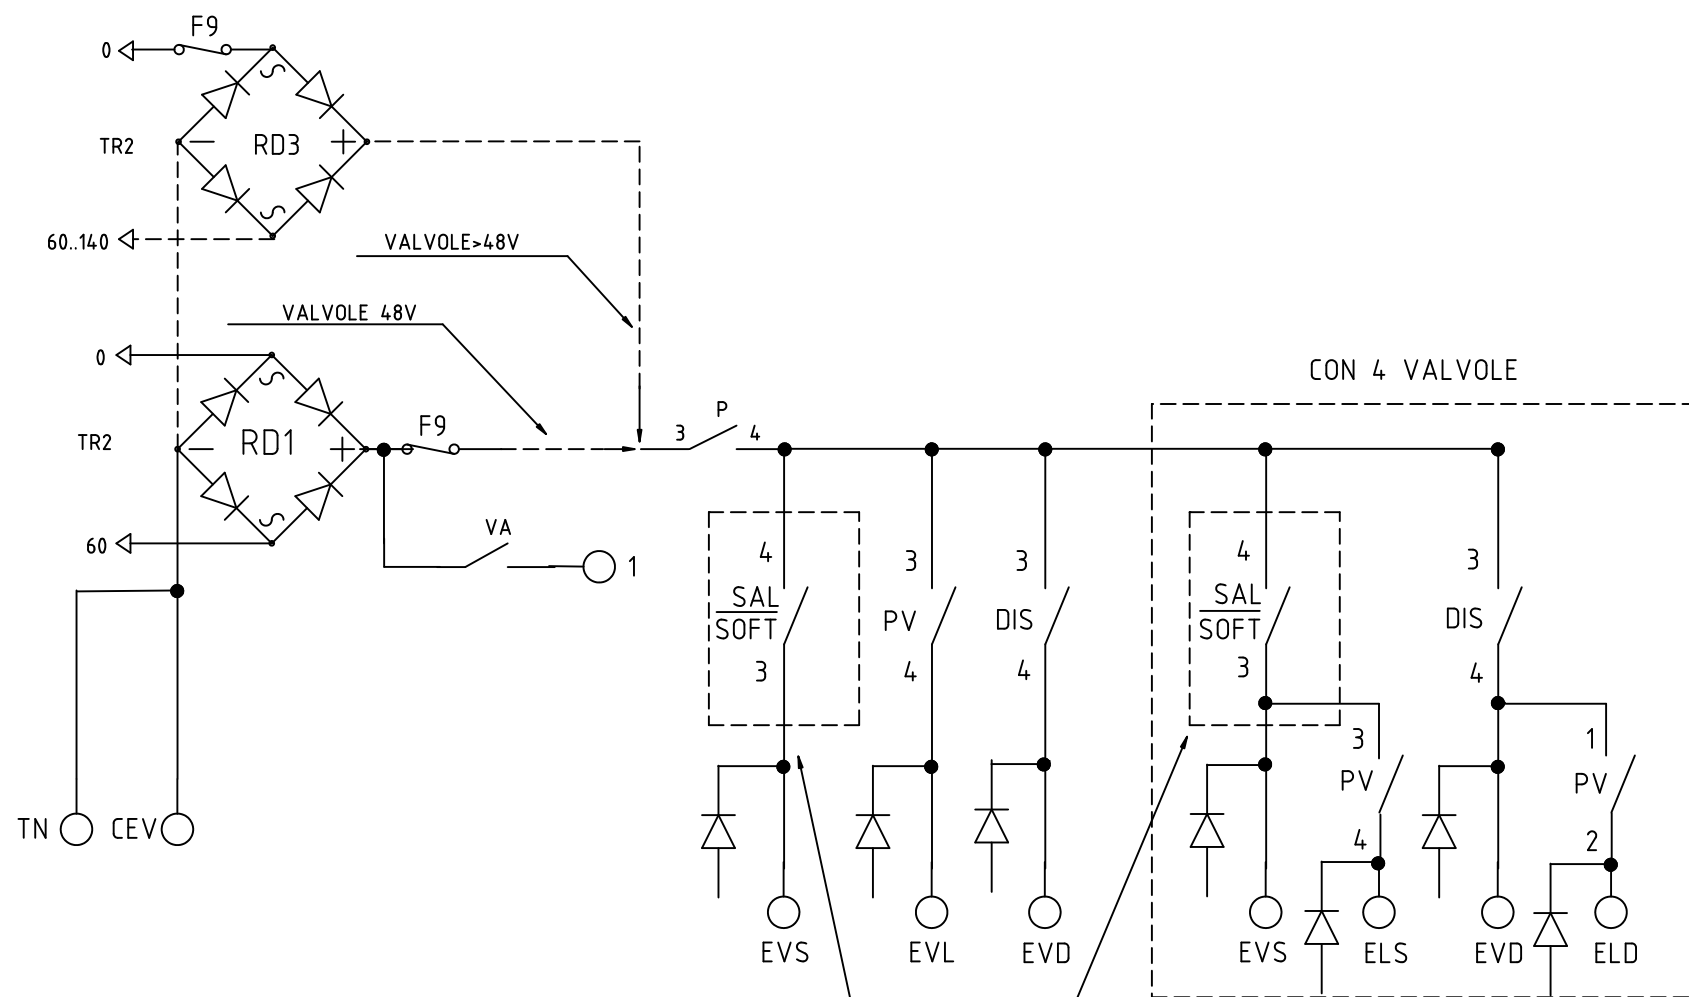 F9
0
TR2
RD3
60..140
VALVOLE>48V
VALVOLE 48V
0
TR2
RD1
F9
60
VA
1
3
P
4
CON 4 VALVOLE
4
SAL
SOFT
3
3
PV
4
3
DIS
4
4
SAL
SOFT
3
3
PV
4
3
DIS
4
1
PV
2
TN
CEV
EVS
EVL
EVD
EVS
ELS
EVD
ELD